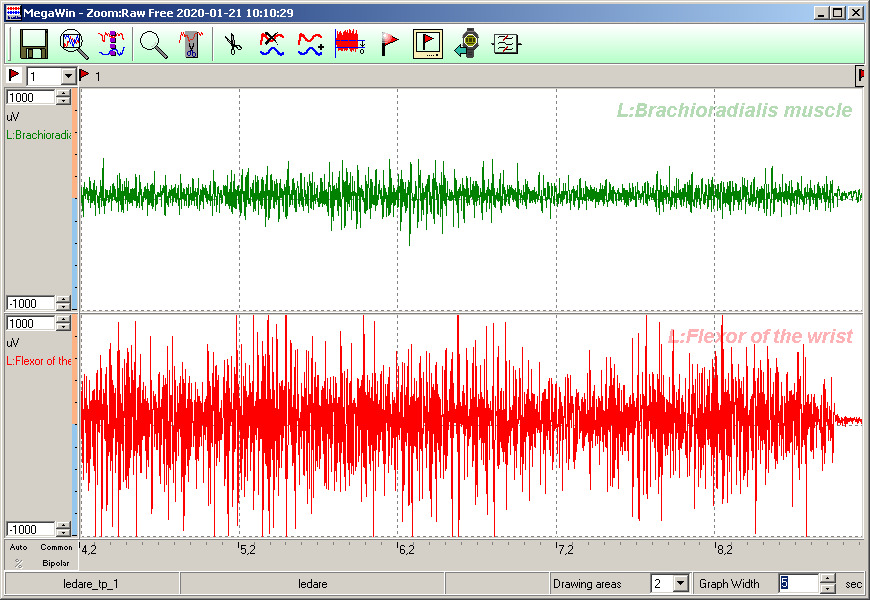 MegaWin - Zoom:Raw Free 2020-01-21 10:10:29
1
1
1000
uV
L:Brachioradia
-1000
L:Brachioradialis muscle
1000
uV
L:Flexor of the
-1000
L:Flexor of the wrist
Auto Common
% Bipolar
4,2 5,2 6,2 7,2 8,2
ledare_tp_1 ledare Drawing areas 2 Graph Width 5 sec